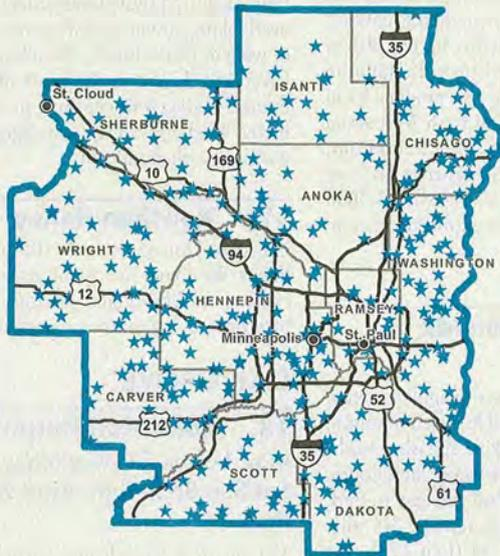 35
ISANTI
St. Cloud
SHERBURNE
CHISAGO
169
10
ANOKA
WRIGHT
94
WASHINGTON
12
HENNEPIN
RAMSEY
Minneapolis
St. Paul
CARVER
52
212
SCOTT
35
61
DAKOTA